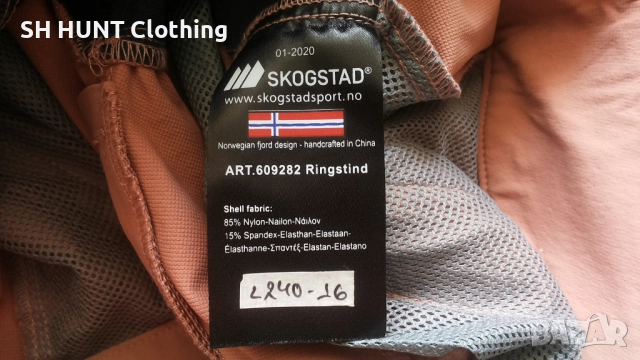 SH HUNT Clothing
01-2020
SKOGSTAD®
www.skogstadsport.no
Norwegian fjord design - handcrafted in China
ART.609282 Ringstind
Shell fabric:
85% Nylon-Nailon-Νάιλον
15% Spandex-Elasthan-Elastaan-
Élasthanne-Σπαντέξ-Elastan-Elastano
L240-16
BAZAR